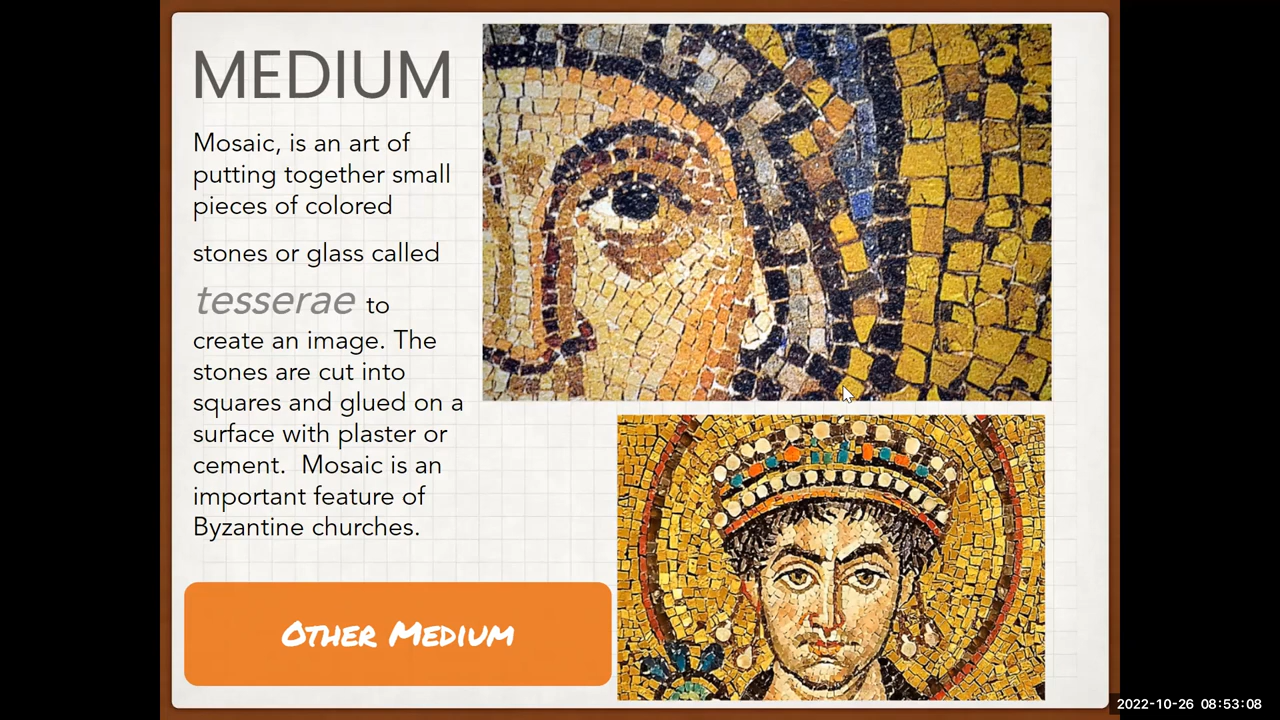 MEDIUM
Mosaic, is an art of
putting together small
pieces of colored
stones or glass called
tesserae to
create an image. The
stones are cut into
squares and glued on a
surface with plaster or
cement.  Mosaic is an
important feature of
Byzantine churches.
Other Medium
2022-10-26 08:53:08